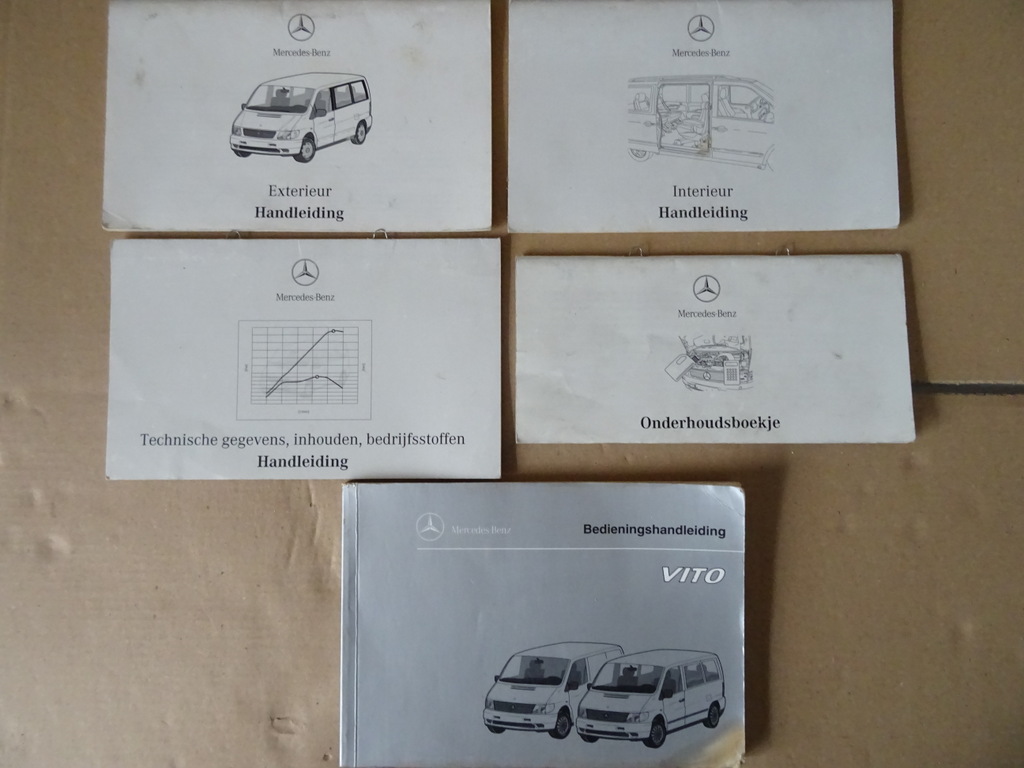 Mercedes-Benz
Exterieur
Handleiding
Mercedes-Benz
Interieur
Handleiding
Mercedes-Benz
Technische gegevens, inhouden, bedrijfsstoffen
Handleiding
Mercedes-Benz
Onderhoudsboekje
Mercedes-Benz
Bedieningshandleiding
VITO